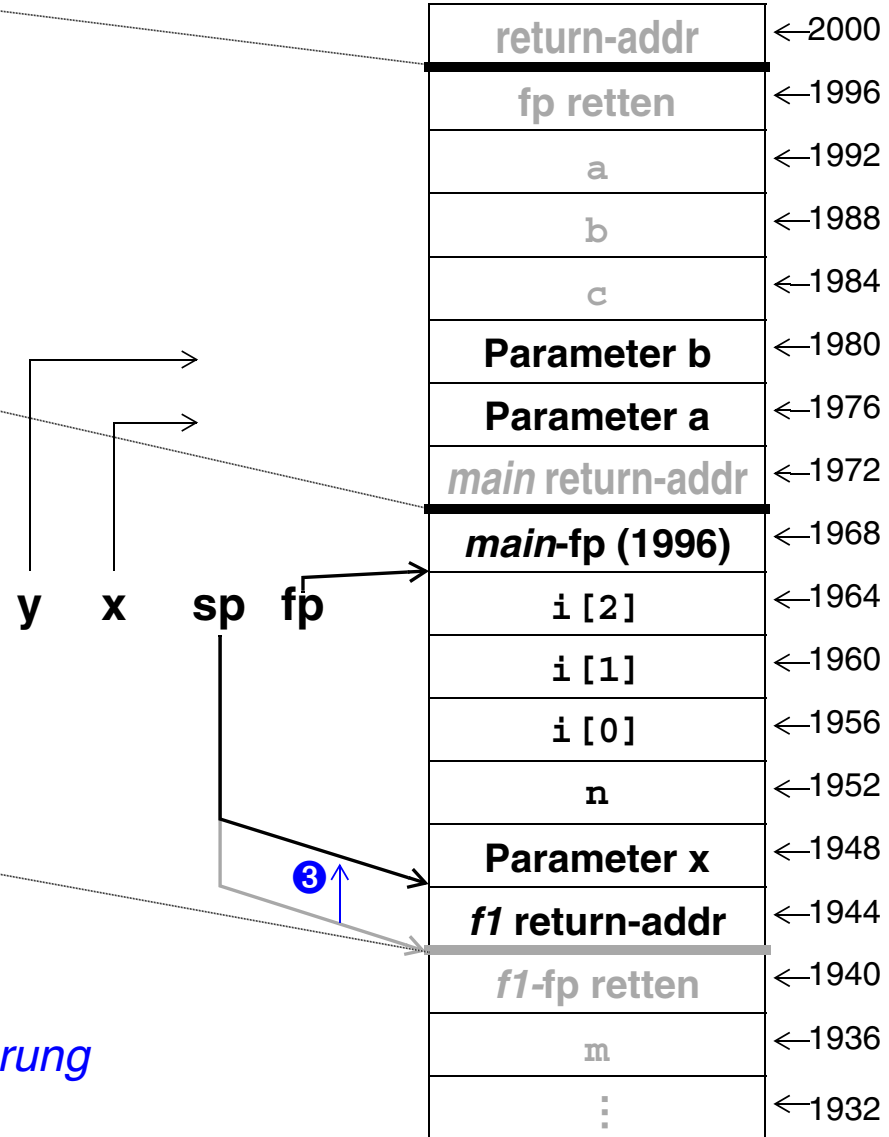 return-addr
2000
fp retten
1996
a
1992
b
1988
c
1984
Parameter b
1980
Parameter a
1976
main return-addr
1972
main-fp (1996)
1968
y x sp fp
i[2]
1964
i[1]
1960
i[0]
1956
n
1952
Parameter x
1948
3
f1 return-addr
1944
f1-fp retten
1940
m
1936
rung
⋮
1932